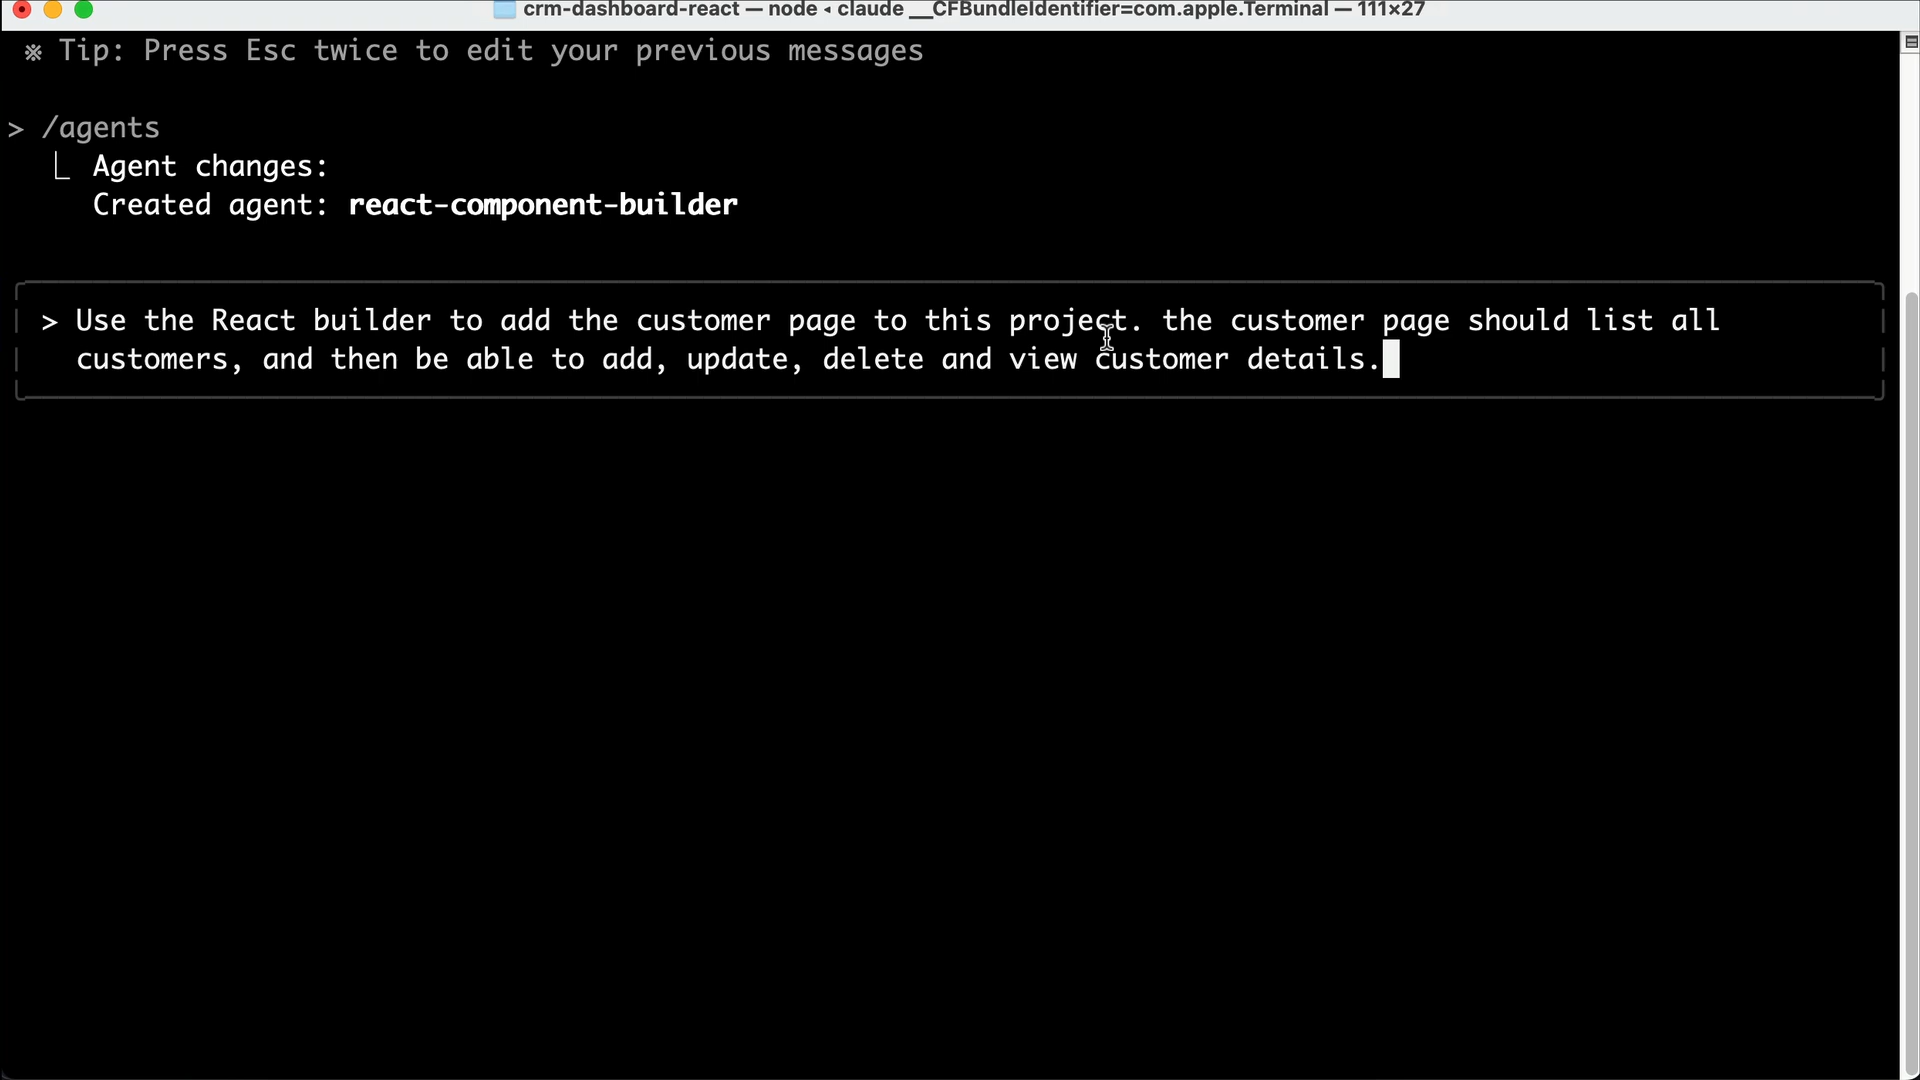 crm-dashboard-react — node ◂ claude __CFBundleIdentifier=com.apple.Terminal — 111×27
※ Tip: Press Esc twice to edit your previous messages
> /agents
⎿ Agent changes:
Created agent: react-component-builder
> Use the React builder to add the customer page to this project. the customer page should list all
customers, and then be able to add, update, delete and view customer details.